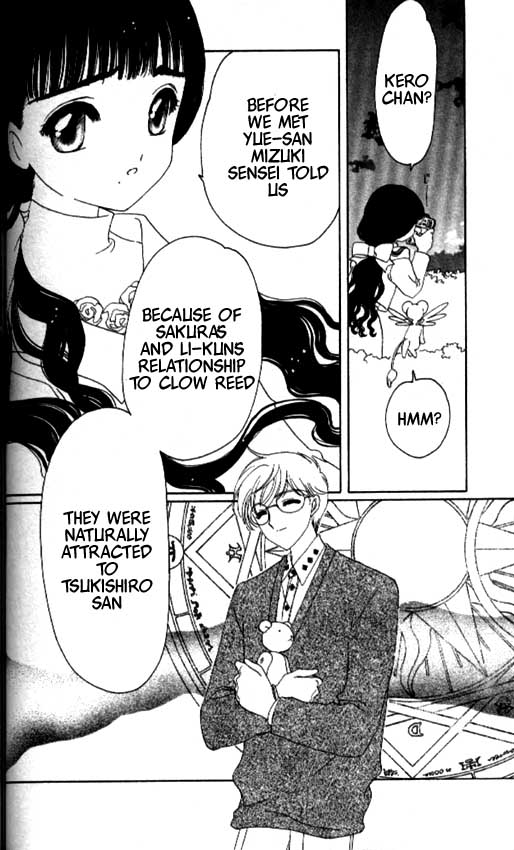 KERO
CHAN?
HMM?
BEFORE
WE MET
YUE-SAN
MIZUKI
SENSEI TOLD
US
BECAUSE OF
SAKURAS
AND LI-KUNS
RELATIONSHIP
TO CLOW REED
THEY WERE
NATURALLY
ATTRACTED
TO
TSUKISHIRO
SAN